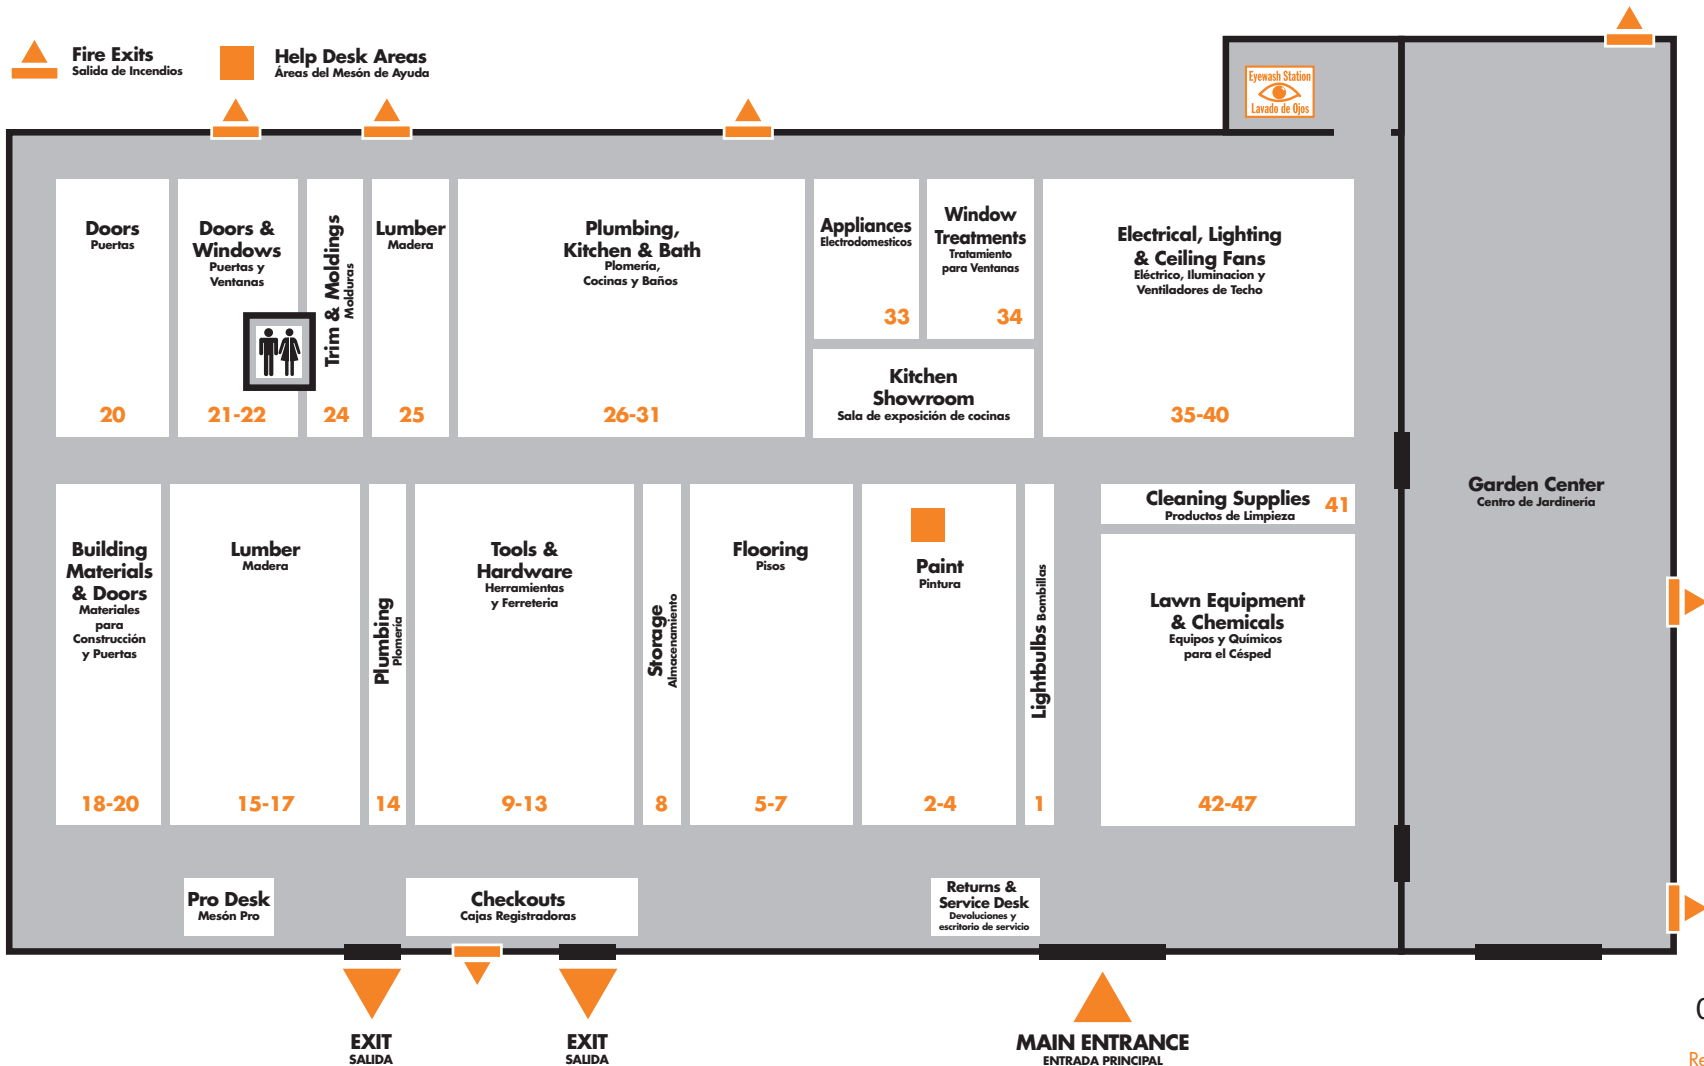 Fire Exits
Salida de Incendios
Help Desk Areas
Áreas del Mesón de Ayuda
Eyewash Station
Lavado de Ojos
Doors
Puertas
20
Doors &
Windows
Puertas y
Ventanas
21-22
Trim & Moldings
Molduras
24
Lumber
Madera
25
Plumbing,
Kitchen & Bath
Plomería,
Cocinas y Baños
26-31
Appliances
Electrodomesticos
33
Window
Treatments
Tratamiento
para Ventanas
34
Kitchen
Showroom
Sala de exposición de cocinas
Electrical, Lighting
& Ceiling Fans
Eléctrico, Iluminacion y
Ventiladores de Techo
35-40
Garden Center
Centro de Jardinería
Building
Materials
& Doors
Materiales
para
Construcción
y Puertas
18-20
Lumber
Madera
15-17
Plumbing
Plomería
14
Tools &
Hardware
Herramientas
y Ferreteria
9-13
Storage
Almacenamiento
8
Flooring
Pisos
5-7
Paint
Pintura
2-4
Lightbulbs Bombillas
1
Cleaning Supplies
Productos de Limpieza
41
Lawn Equipment
& Chemicals
Equipos y Químicos
para el Césped
42-47
Pro Desk
Mesón Pro
Checkouts
Cajas Registradoras
Returns &
Service Desk
Devoluciones y
escritorio de servicio
EXIT
SALIDA
EXIT
SALIDA
MAIN ENTRANCE
ENTRADA PRINCIPAL
Re